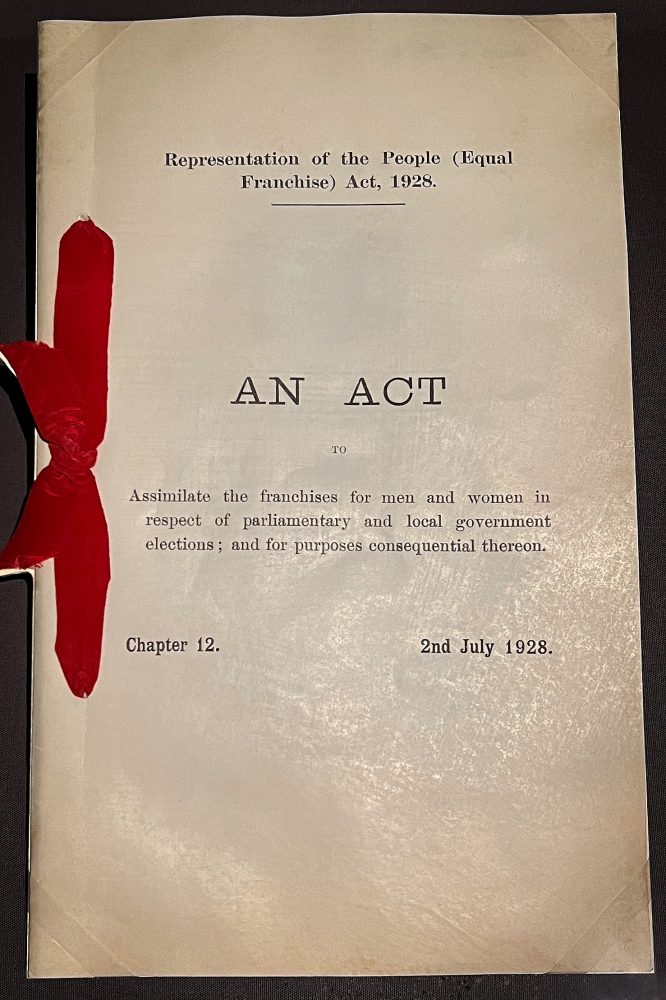 Representation of the People (Equal
Franchise) Act, 1928.
AN ACT
TO
Assimilate the franchises for men and women in
respect of parliamentary and local government
elections; and for purposes consequential thereon.
Chapter 12. 2nd July 1928.